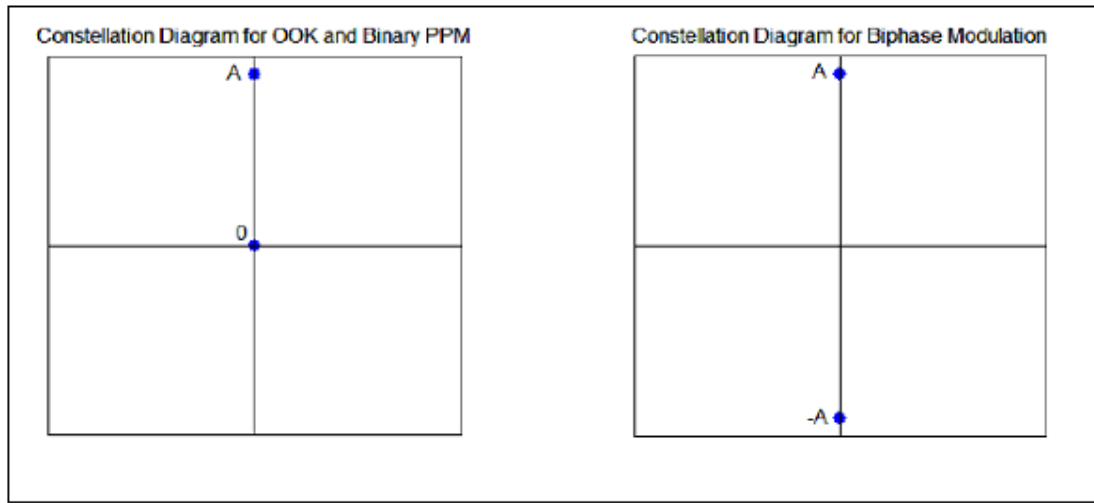 Constellation Diagram for OOK and Binary PPM
A
0
Constellation Diagram for Biphase Modulation
A
-A